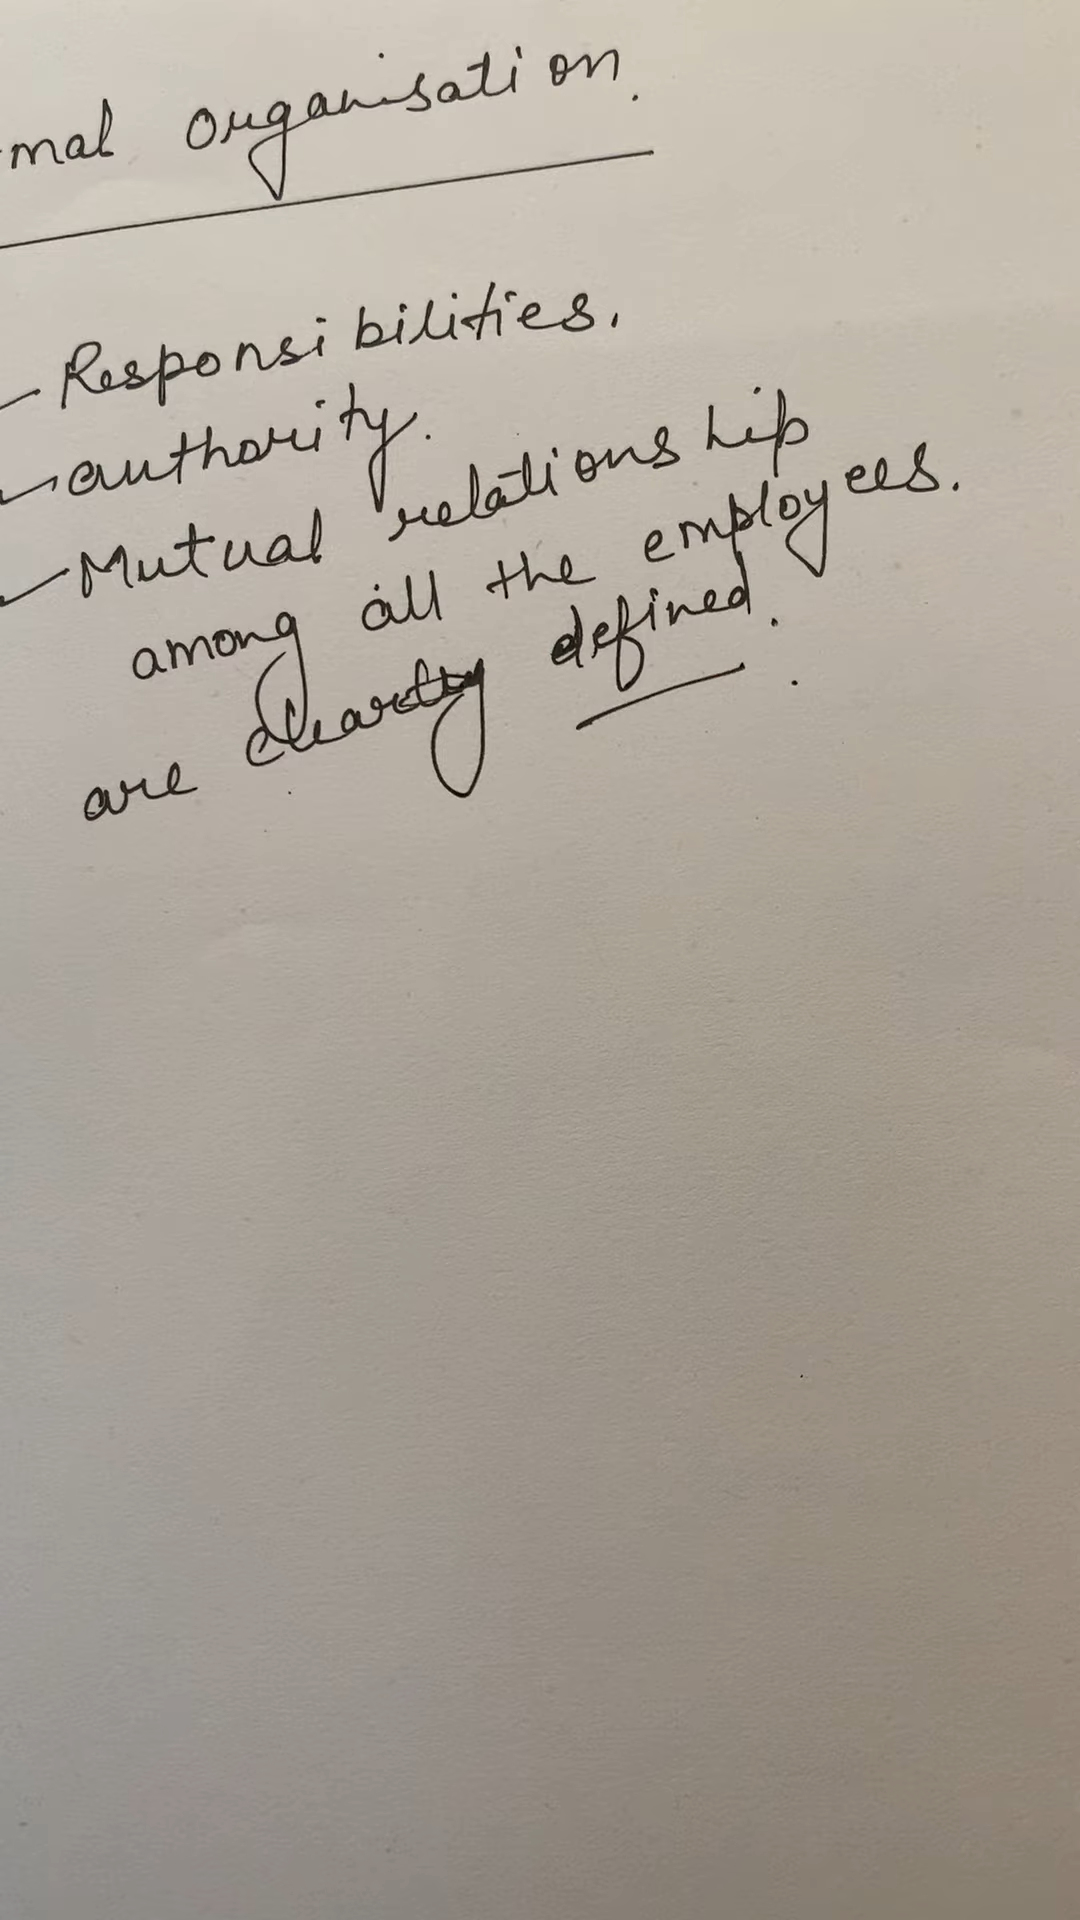 mal organisation.
- Responsibilities.
- authority.
- Mutual relationship
among all the employees.
are clearly defined.